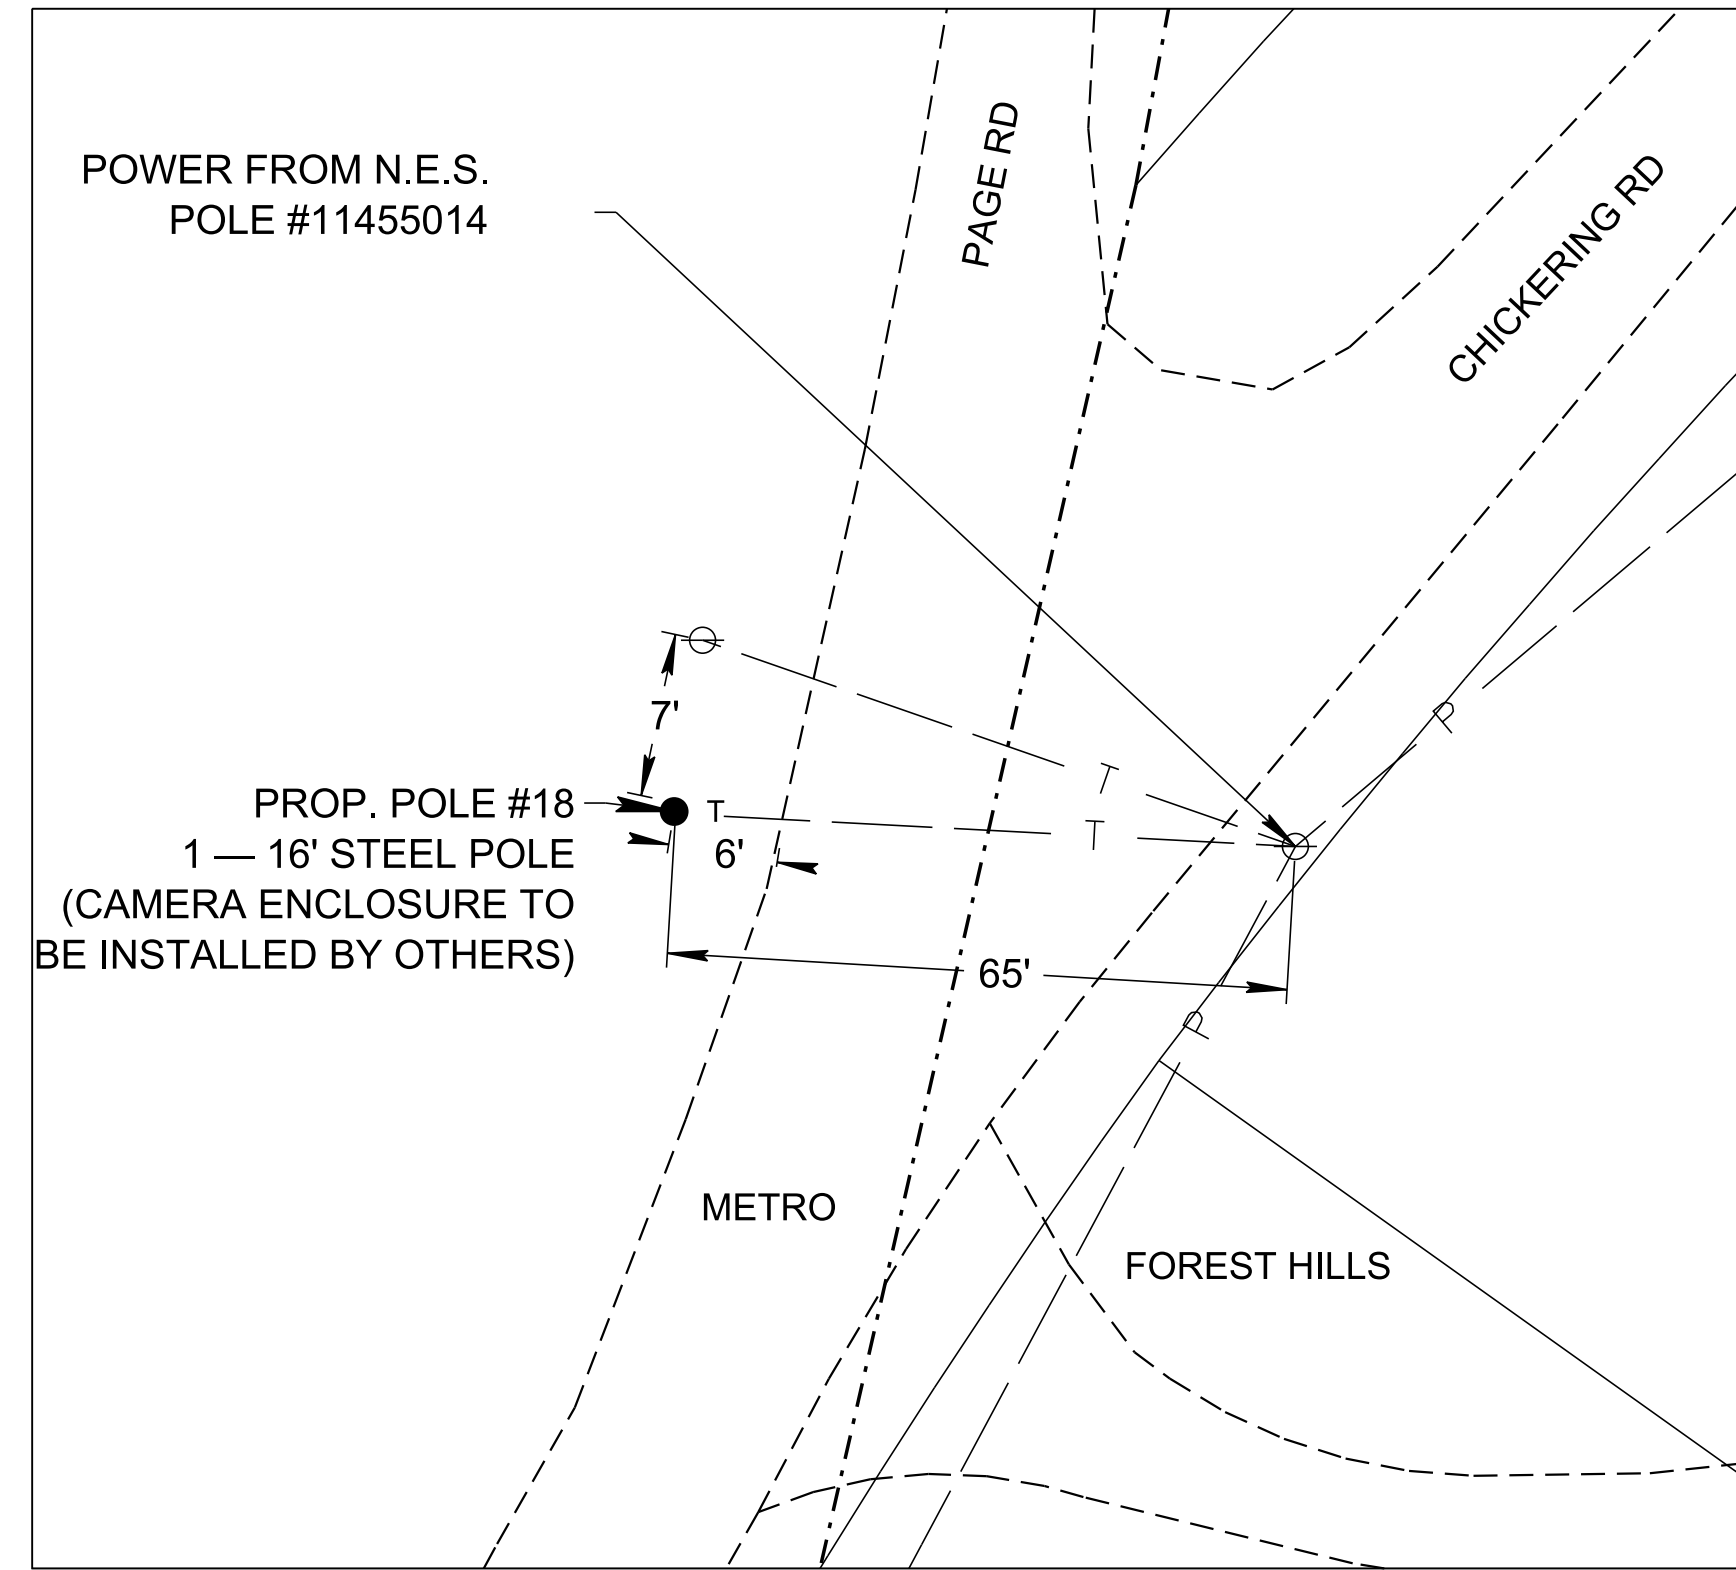 POWER FROM N.E.S.
POLE #11455014
PAGE RD
CHICKERING RD
7'
PROP. POLE #18
1 — 16' STEEL POLE
(CAMERA ENCLOSURE TO
BE INSTALLED BY OTHERS)
T
6'
T
T
P
65'
P
METRO
FOREST HILLS